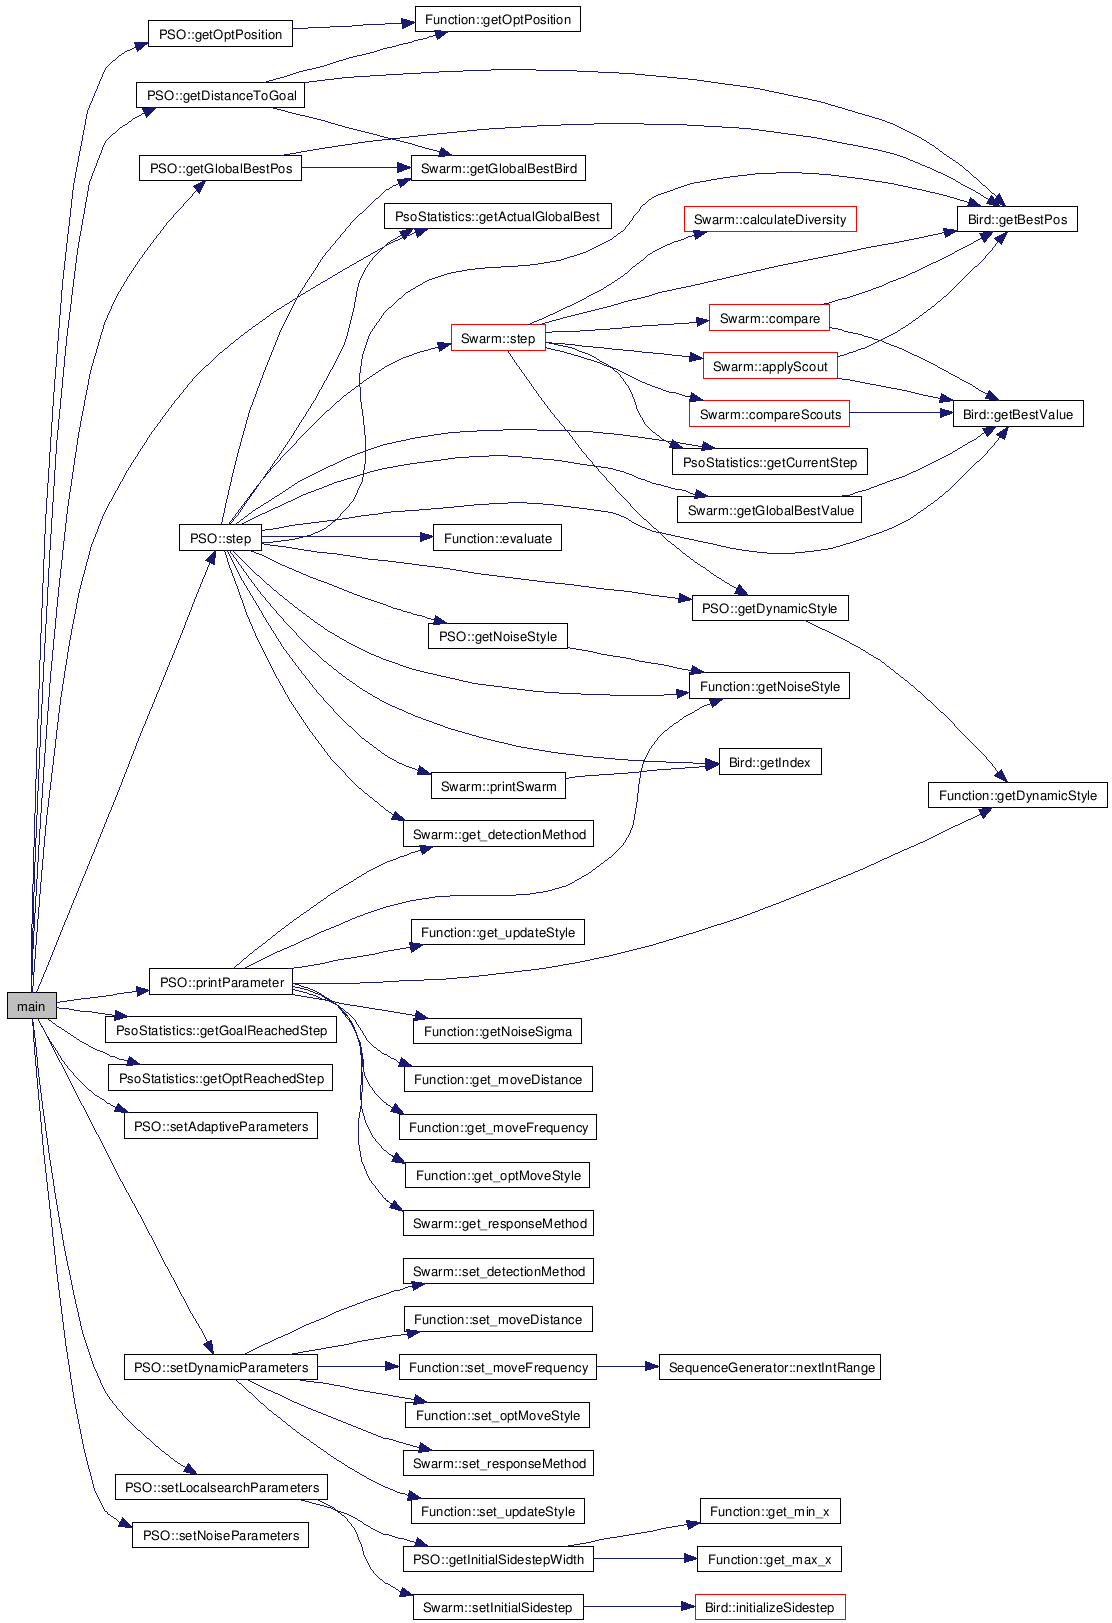 PSO::getOptPosition
Function::getOptPosition
PSO::getDistanceToGoal
PSO::getGlobalBestPos
Swarm::getGlobalBestBird
PsoStatistics::getActualGlobalBest
Swarm::calculateDiversity
Bird::getBestPos
Swarm::step
Swarm::compare
Swarm::applyScout
Swarm::compareScouts
Bird::getBestValue
PsoStatistics::getCurrentStep
Swarm::getGlobalBestValue
PSO::step
Function::evaluate
PSO::getDynamicStyle
PSO::getNoiseStyle
Function::getNoiseStyle
Bird::getIndex
Swarm::printSwarm
Function::getDynamicStyle
Swarm::get_detectionMethod
Function::get_updateStyle
PSO::printParameter
main
PsoStatistics::getGoalReachedStep
Function::getNoiseSigma
PsoStatistics::getOptReachedStep
Function::get_moveDistance
PSO::setAdaptiveParameters
Function::get_moveFrequency
Function::get_optMoveStyle
Swarm::get_responseMethod
Swarm::set_detectionMethod
Function::set_moveDistance
PSO::setDynamicParameters
Function::set_moveFrequency
SequenceGenerator::nextIntRange
Function::set_optMoveStyle
Swarm::set_responseMethod
PSO::setLocalsearchParameters
Function::set_updateStyle
Function::get_min_x
PSO::setNoiseParameters
PSO::getInitialSidestepWidth
Function::get_max_x
Swarm::setInitialSidestep
Bird::initializeSidestep